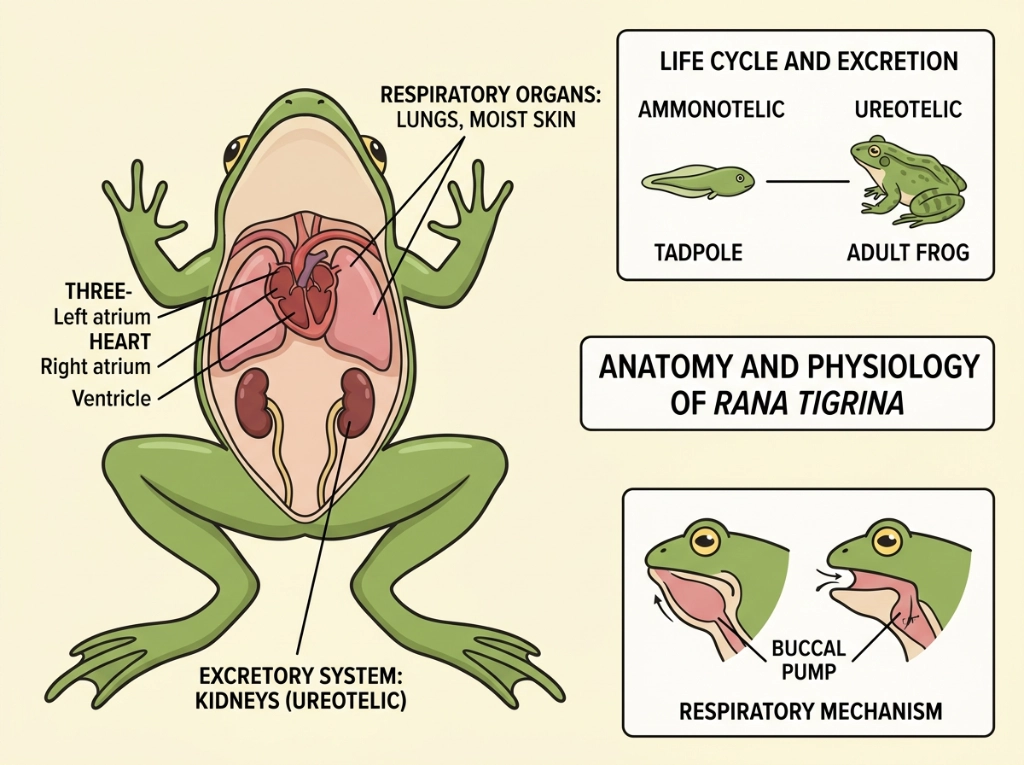 RESPIRATORY ORGANS:
LUNGS, MOIST SKIN
THREE-
Left atrium
HEART
Right atrium
Ventricle
EXCRETORY SYSTEM:
KIDNEYS (UREOTELIC)
LIFE CYCLE AND EXCRETION
AMMONOTELIC
UREOTELIC
TADPOLE
ADULT FROG
ANATOMY AND PHYSIOLOGY
OF RANA TIGRINA
BUCCAL
PUMP
RESPIRATORY MECHANISM